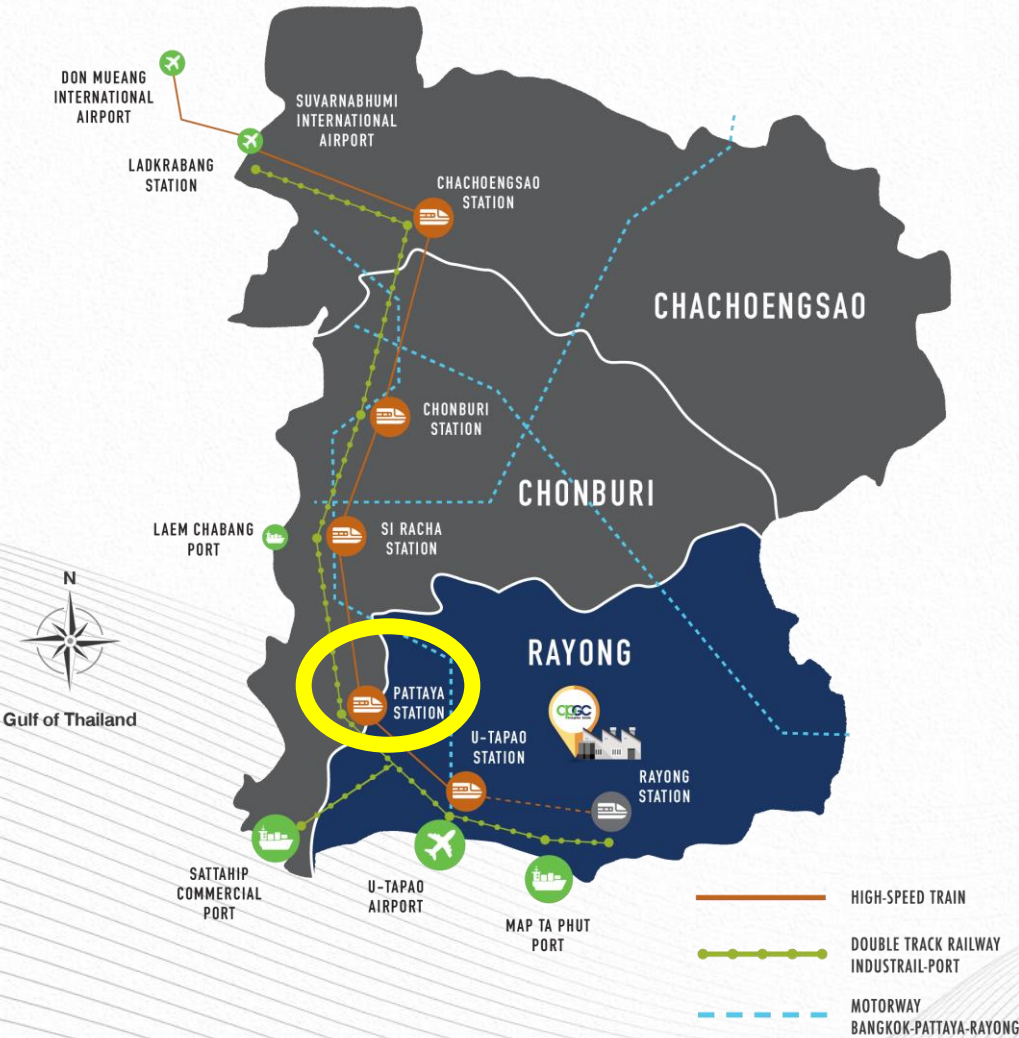 DON MUEANG
INTERNATIONAL
AIRPORT
SUVARNABHUMI
INTERNATIONAL
AIRPORT
LADKRABANG
STATION
CHACHOENGSAO
STATION
CHACHOENGSAO
CHONBURI
STATION
CHONBURI
LAEM CHABANG
PORT
SI RACHA
STATION
N
Gulf of Thailand
RAYONG
PATTAYA
STATION
GC
U-TAPAO
STATION
RAYONG
STATION
SATTAHIP
COMMERCIAL
PORT
U-TAPAO
AIRPORT
MAP TA PHUT
PORT
HIGH-SPEED TRAIN
DOUBLE TRACK RAILWAY
INDUSTRAIL-PORT
MOTORWAY
BANGKOK-PATTAYA-RAYONG